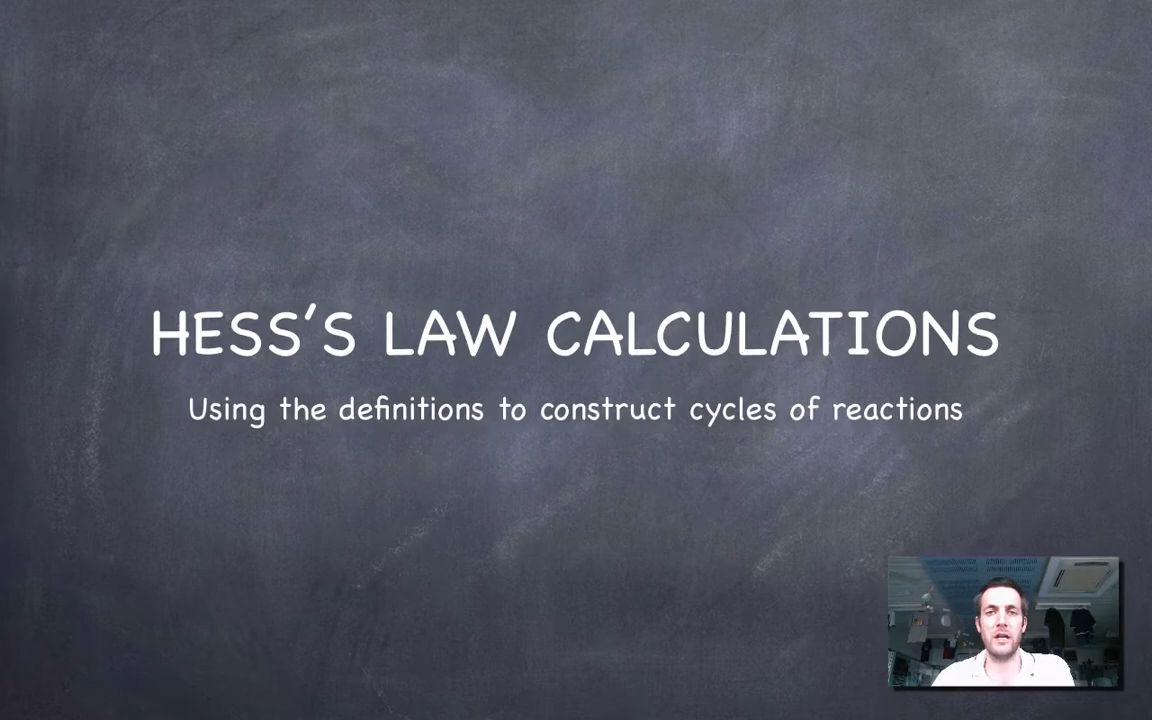 HESS'S LAW CALCULATIONS
Using the definitions to construct cycles of reactions